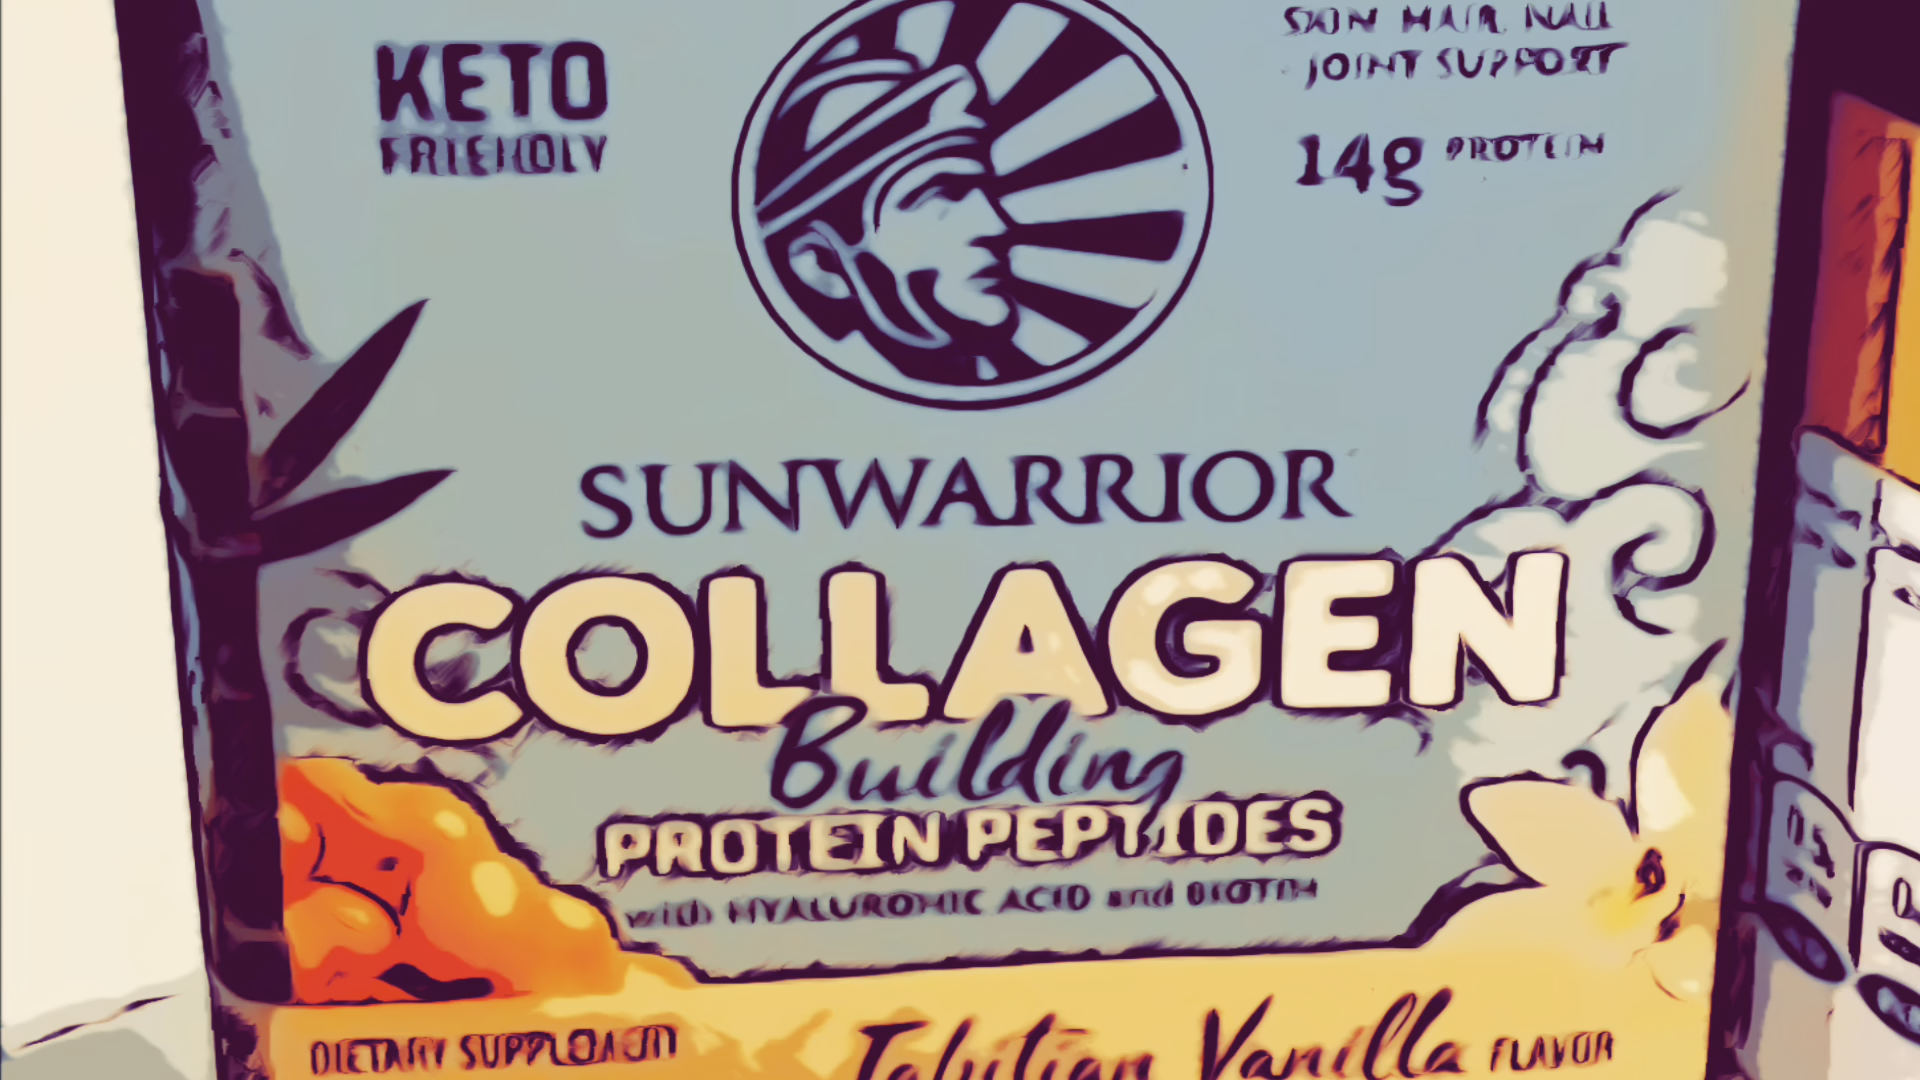 KETO
FRIENDLY
SKIN HAIR NAIL
JOINT SUPPORT
14g PROTEIN
SUNWARRIOR
COLLAGEN
Building
PROTEIN PEPTIDES
with HYALURONIC ACID and BIOTIN
DIETARY SUPPLEMENT
Tahitian Vanilla FLAVOR